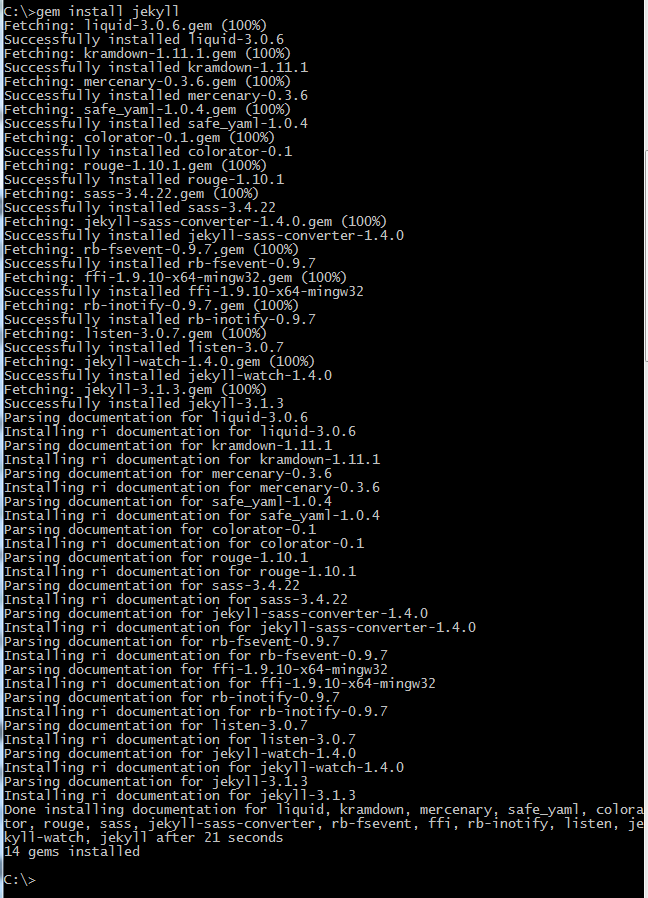 C:\>gem install jekyll
Fetching: liquid-3.0.6.gem (100%)
Successfully installed liquid-3.0.6
Fetching: kramdown-1.11.1.gem (100%)
Successfully installed kramdown-1.11.1
Fetching: mercenary-0.3.6.gem (100%)
Successfully installed mercenary-0.3.6
Fetching: safe_yaml-1.0.4.gem (100%)
Successfully installed safe_yaml-1.0.4
Fetching: colorator-0.1.gem (100%)
Successfully installed colorator-0.1
Fetching: rouge-1.10.1.gem (100%)
Successfully installed rouge-1.10.1
Fetching: sass-3.4.22.gem (100%)
Successfully installed sass-3.4.22
Fetching: jekyll-sass-converter-1.4.0.gem (100%)
Successfully installed jekyll-sass-converter-1.4.0
Fetching: rb-fsevent-0.9.7.gem (100%)
Successfully installed rb-fsevent-0.9.7
Fetching: ffi-1.9.10-x64-mingw32.gem (100%)
Successfully installed ffi-1.9.10-x64-mingw32
Fetching: rb-inotify-0.9.7.gem (100%)
Successfully installed rb-inotify-0.9.7
Fetching: listen-3.0.7.gem (100%)
Successfully installed listen-3.0.7
Fetching: jekyll-watch-1.4.0.gem (100%)
Successfully installed jekyll-watch-1.4.0
Fetching: jekyll-3.1.3.gem (100%)
Successfully installed jekyll-3.1.3
Parsing documentation for liquid-3.0.6
Installing ri documentation for liquid-3.0.6
Parsing documentation for kramdown-1.11.1
Installing ri documentation for kramdown-1.11.1
Parsing documentation for mercenary-0.3.6
Installing ri documentation for mercenary-0.3.6
Parsing documentation for safe_yaml-1.0.4
Installing ri documentation for safe_yaml-1.0.4
Parsing documentation for colorator-0.1
Installing ri documentation for colorator-0.1
Parsing documentation for rouge-1.10.1
Installing ri documentation for rouge-1.10.1
Parsing documentation for sass-3.4.22
Installing ri documentation for sass-3.4.22
Parsing documentation for jekyll-sass-converter-1.4.0
Installing ri documentation for jekyll-sass-converter-1.4.0
Parsing documentation for rb-fsevent-0.9.7
Installing ri documentation for rb-fsevent-0.9.7
Parsing documentation for ffi-1.9.10-x64-mingw32
Installing ri documentation for ffi-1.9.10-x64-mingw32
Parsing documentation for rb-inotify-0.9.7
Installing ri documentation for rb-inotify-0.9.7
Parsing documentation for listen-3.0.7
Installing ri documentation for listen-3.0.7
Parsing documentation for jekyll-watch-1.4.0
Installing ri documentation for jekyll-watch-1.4.0
Parsing documentation for jekyll-3.1.3
Installing ri documentation for jekyll-3.1.3
Done installing documentation for liquid, kramdown, mercenary, safe_yaml, colora
tor, rouge, sass, jekyll-sass-converter, rb-fsevent, ffi, rb-inotify, listen, je
kyll-watch, jekyll after 21 seconds
14 gems installed
C:\>